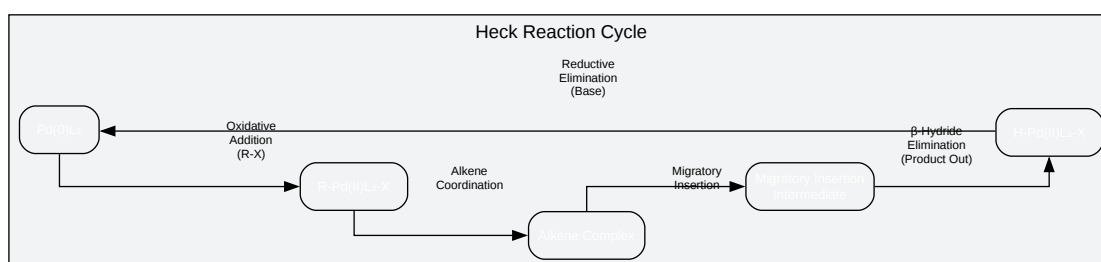 Heck Reaction Cycle
Reductive
Elimination
(Base)
Pd(0)L₂
Oxidative
Addition
(R-X)
β-Hydride
Elimination
(Product Out)
H-Pd(II)L₂-X
R-Pd(II)L₂-X
Alkene
Coordination
Migratory
Insertion
Migratory Insertion
Intermediate
Alkene Complex